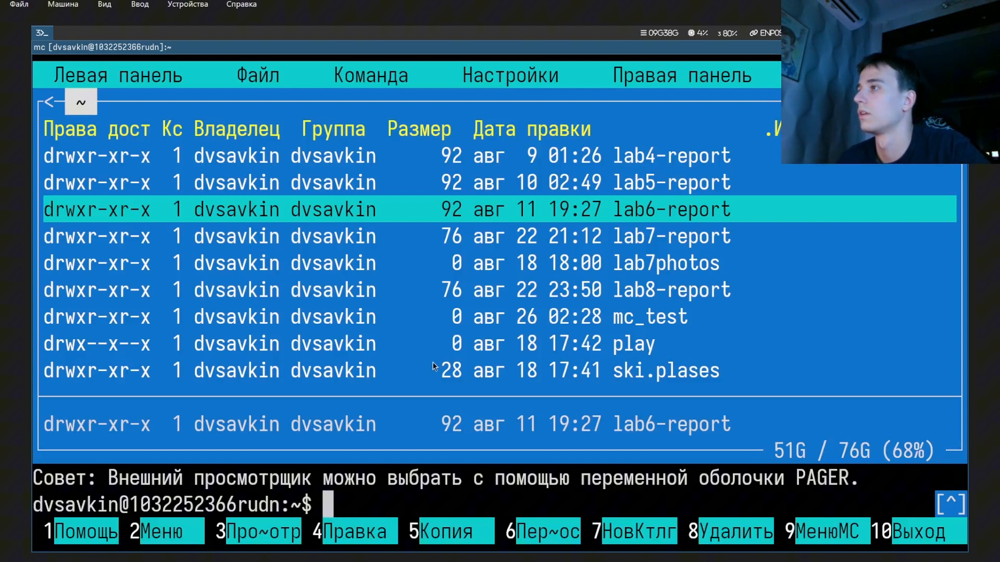 Файл Машина Вид Ввод Устройства Справка
3>_ 09G38G 4% 3 80%
mc [dvsavkin@1032252366rudn]:~
Левая панель Файл Команда Настройки Правая панель
< ~
Права дост Кс Владелец Группа Размер Дата правки
drwxr-xr-x 1 dvsavkin dvsavkin 92 авг 9 01:26 lab4-report
drwxr-xr-x 1 dvsavkin dvsavkin 92 авг 10 02:49 lab5-report
drwxr-xr-x 1 dvsavkin dvsavkin 92 авг 11 19:27 lab6-report
drwxr-xr-x 1 dvsavkin dvsavkin 76 авг 22 21:12 lab7-report
drwxr-xr-x 1 dvsavkin dvsavkin 0 авг 18 18:00 lab7photos
drwxr-xr-x 1 dvsavkin dvsavkin 76 авг 22 23:50 lab8-report
drwxr-xr-x 1 dvsavkin dvsavkin 0 авг 26 02:28 mc_test
drwx--x--x 1 dvsavkin dvsavkin 0 авг 18 17:42 play
drwxr-xr-x 1 dvsavkin dvsavkin 28 авг 18 17:41 ski.plases
drwxr-xr-x 1 dvsavkin dvsavkin 92 авг 11 19:27 lab6-report
51G / 76G (68%)
Совет: Внешний просмотрщик можно выбрать с помощью переменной оболочки PAGER.
dvsavkin@1032252366rudn:~$ [^]
1Помощь 2Меню 3Про~отр 4Правка 5Копия 6Пер~ос 7НовКтлг 8Удалить 9МенюМС 10Выход